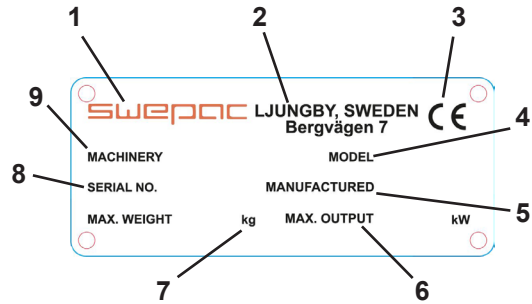 1 2 3
swepac LJUNGBY, SWEDEN CE
Bergvägen 7
9 4
MACHINERY MODEL
8 SERIAL NO. MANUFACTURED
5
MAX. WEIGHT kg MAX. OUTPUT kW
7 6